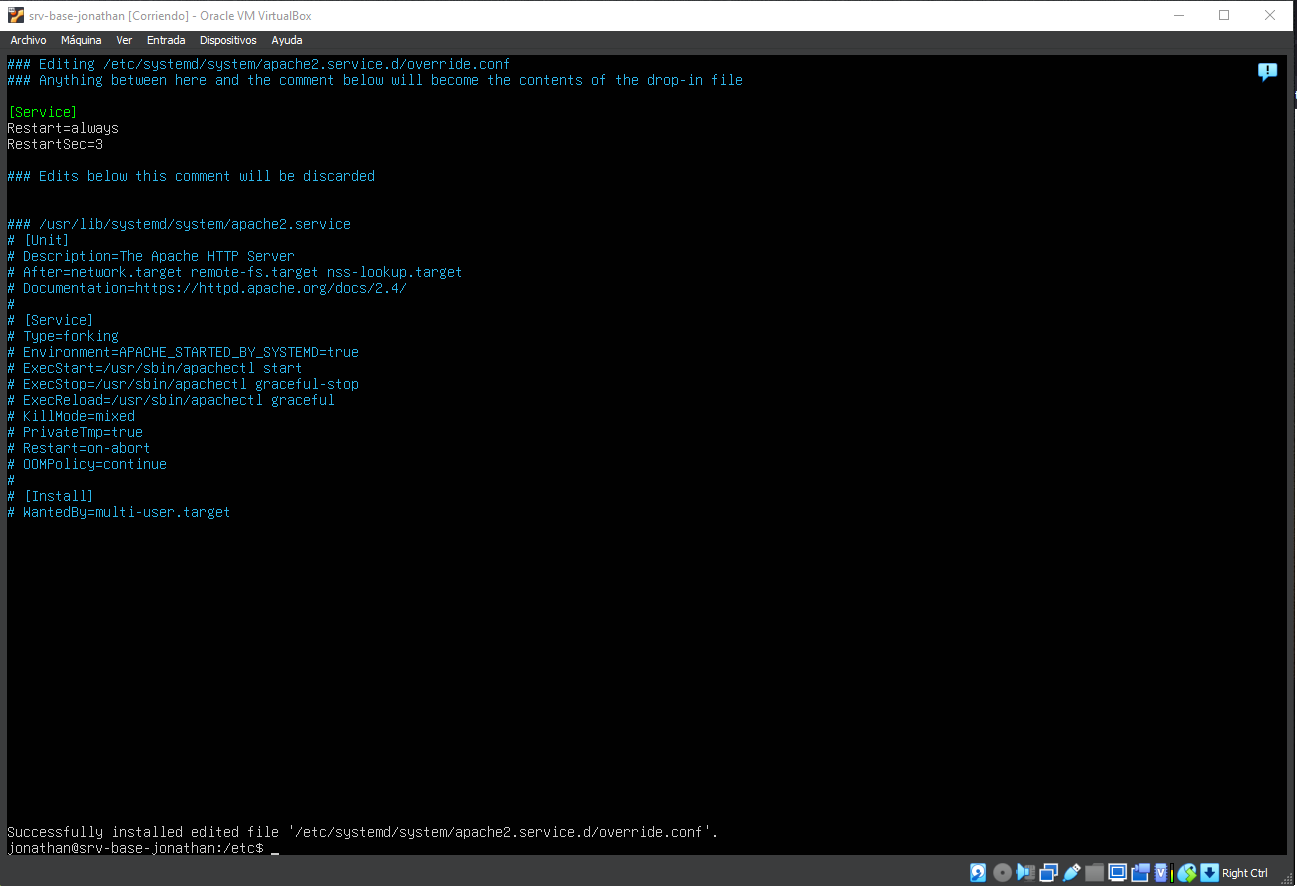 srv-base-jonathan [Corriendo] - Oracle VM VirtualBox
Archivo Máquina Ver Entrada Dispositivos Ayuda
### Editing /etc/systemd/system/apache2.service.d/override.conf
### Anything between here and the comment below will become the contents of the drop-in file
[Service]
Restart=always
RestartSec=3
### Edits below this comment will be discarded
### /usr/lib/systemd/system/apache2.service
# [Unit]
# Description=The Apache HTTP Server
# After=network.target remote-fs.target nss-lookup.target
# Documentation=https://httpd.apache.org/docs/2.4/
#
# [Service]
# Type=forking
# Environment=APACHE_STARTED_BY_SYSTEMD=true
# ExecStart=/usr/sbin/apachectl start
# ExecStop=/usr/sbin/apachectl graceful-stop
# ExecReload=/usr/sbin/apachectl graceful
# KillMode=mixed
# PrivateTmp=true
# Restart=on-abort
# OOMPolicy=continue
#
# [Install]
# WantedBy=multi-user.target
Successfully installed edited file '/etc/systemd/system/apache2.service.d/override.conf'.
jonathan@srv-base-jonathan:/etc$ _
Right Ctrl